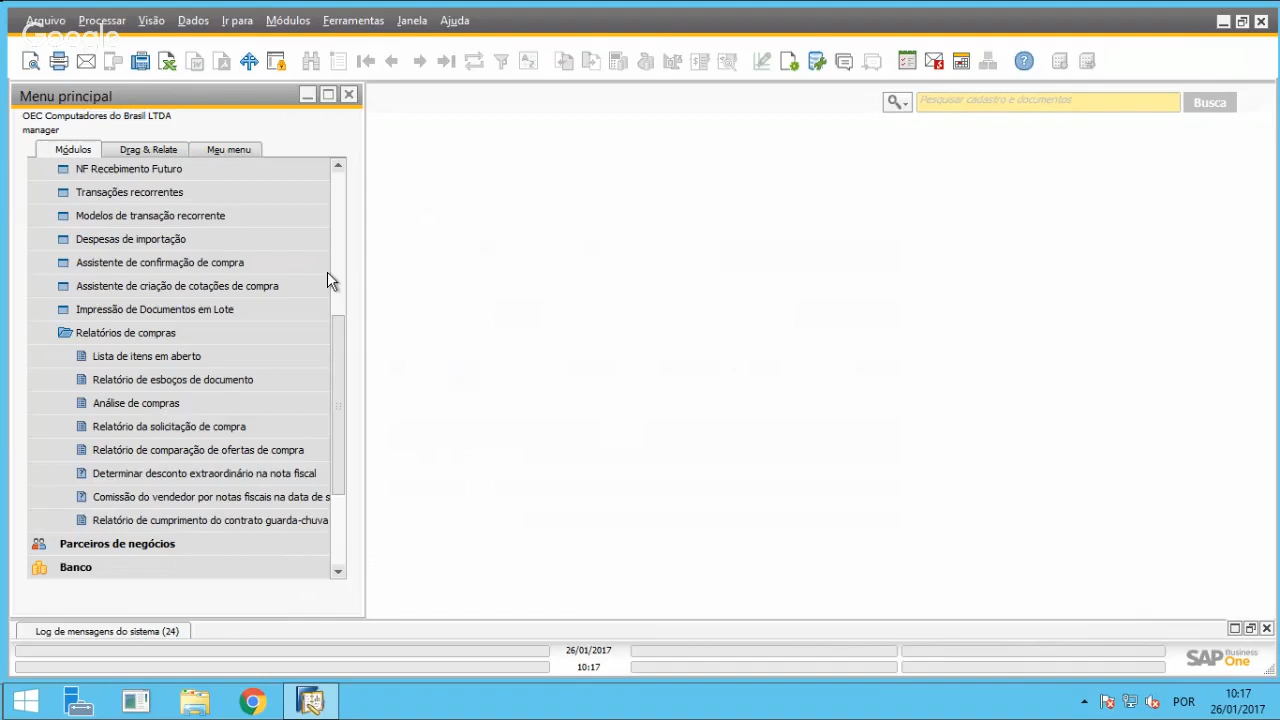 Arquivo Processar Visão Dados Ir para Módulos Ferramentas Janela Ajuda
Google
Menu principal
OEC Computadores do Brasil LTDA
manager
Módulos Drag & Relate Meu menu
Pesquisar cadastro e documentos Busca
NF Recebimento Futuro
Transações recorrentes
Modelos de transação recorrente
Despesas de importação
Assistente de confirmação de compra
Assistente de criação de cotações de compra
Impressão de Documentos em Lote
Relatórios de compras
Lista de itens em aberto
Relatório de esboços de documento
Análise de compras
Relatório da solicitação de compra
Relatório de comparação de ofertas de compra
Determinar desconto extraordinário na nota fiscal
Comissão do vendedor por notas fiscais na data de s
Relatório de cumprimento do contrato guarda-chuva
Parceiros de negócios
Banco
Log de mensagens do sistema (24)
26/01/2017
10:17
SAP Business One
POR
10:17
26/01/2017